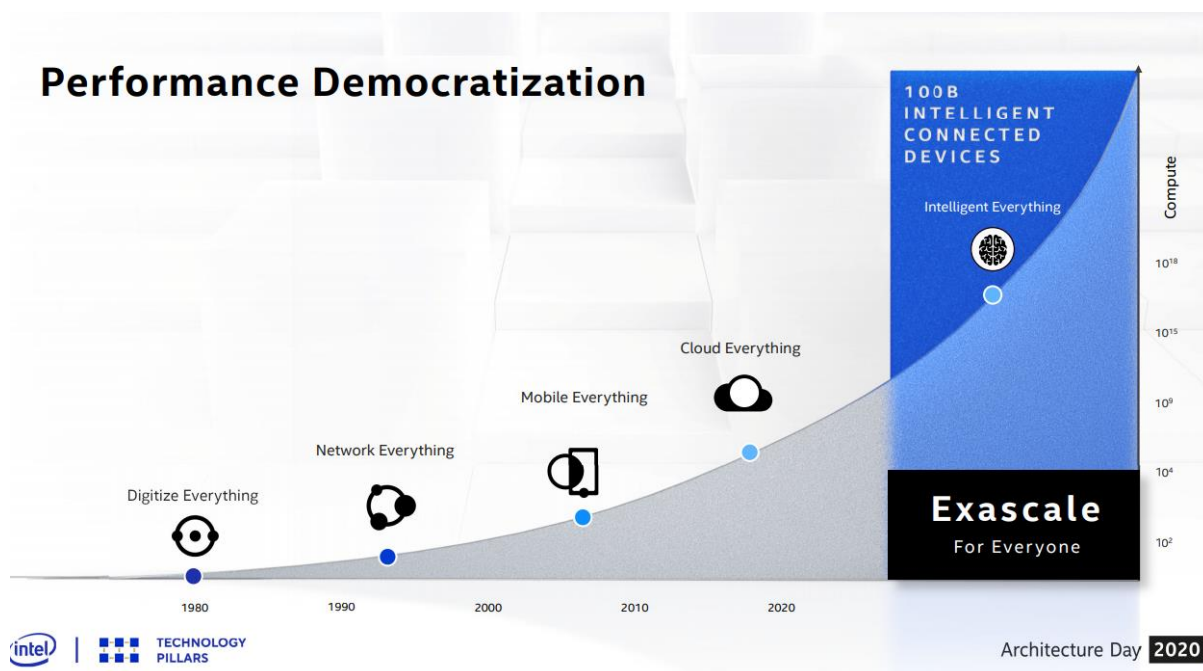 Performance Democratization
100B
INTELLIGENT
CONNECTED
DEVICES
Intelligent Everything
Compute
10¹⁸
10¹⁵
10⁹
10⁴
10²
Cloud Everything
Mobile Everything
Network Everything
Digitize Everything
Exascale
For Everyone
1980
1990
2000
2010
2020
intel
TECHNOLOGY
PILLARS
Architecture Day 2020